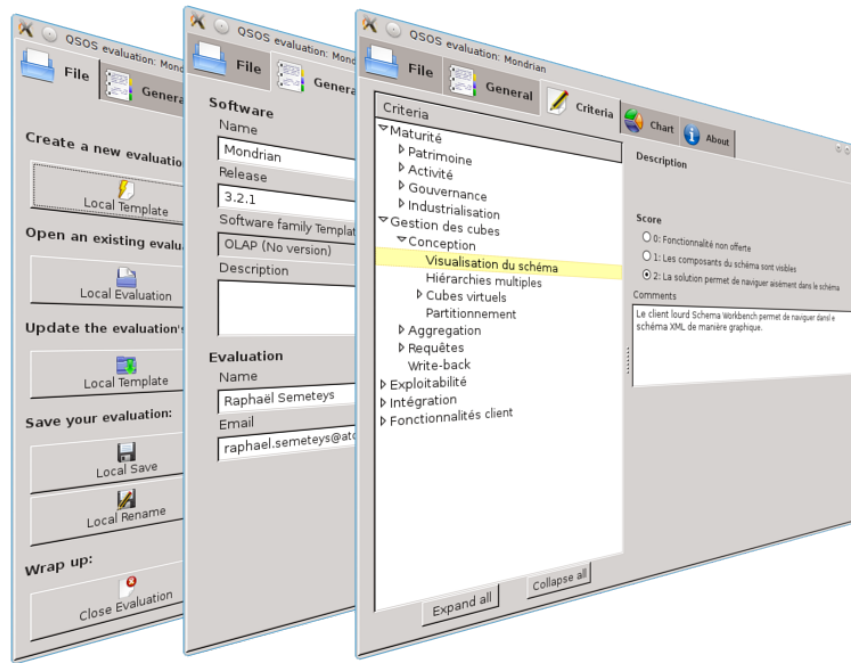 QSOS evaluation: Mond
File
Genera
Create a new evaluatio
Local Template
Open an existing evalu
Local Evaluation
Update the evaluation's
Local Template
Save your evaluation:
Local Save
Local Rename
Wrap up:
Close Evaluation
QSOS evaluation: Mon
File
Genera
Software
Name
Mondrian
Release
3.2.1
Software family Templat
OLAP (No version)
Description
Evaluation
Name
Raphaël Semeteys
Email
raphael.semeteys@ato
QSOS evaluation: Mondrian
File
General
Criteria
Chart
About
Criteria
Maturité
Patrimoine
Activité
Gouvernance
Industrialisation
Gestion des cubes
Conception
Visualisation du schéma
Hiérarchies multiples
Cubes virtuels
Partitionnement
Aggregation
Requêtes
Write-back
Exploitabilité
Intégration
Fonctionnalités client
Expand all
Collapse all
Description
Score
0: Fonctionnalité non offerte
1: Les composants du schéma sont visibles
2: La solution permet de naviguer aisément dans le schéma
Comments
Le client lourd Schema Workbench permet de naviguer dansl e
schéma XML de manière graphique.